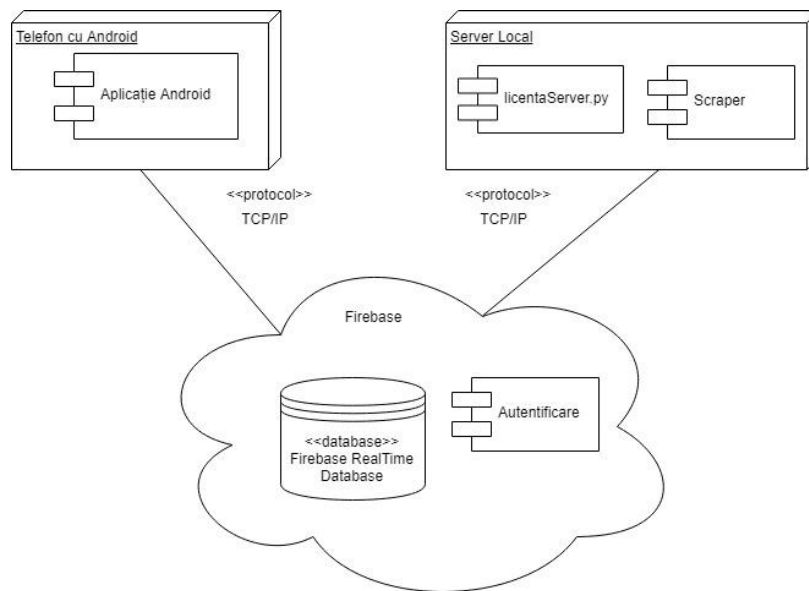 Telefon cu Android
Aplicație Android
Server Local
licentaServer.py
Scraper
<<protocol>>
TCP/IP
<<protocol>>
TCP/IP
Firebase
<<database>>
Firebase RealTime
Database
Autentificare